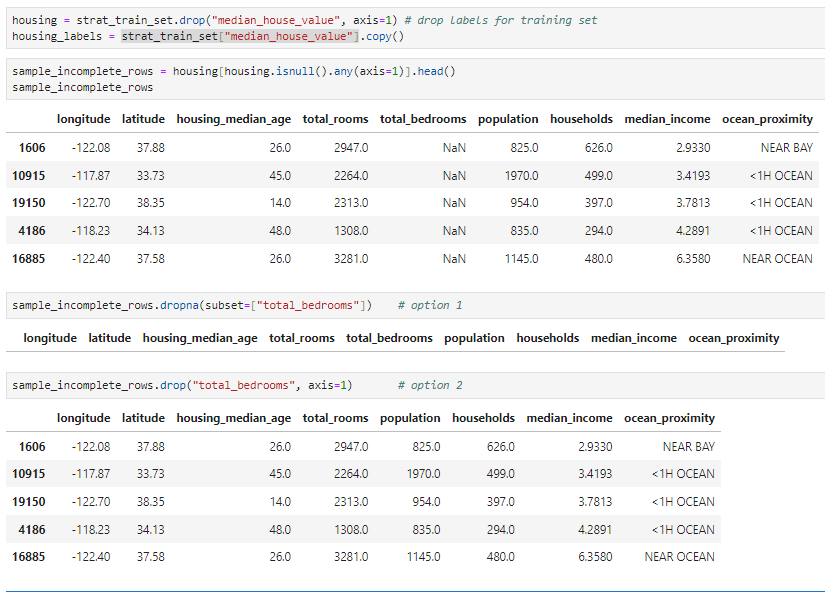 housing = strat_train_set.drop("median_house_value", axis=1) # drop labels for training set
housing_labels = strat_train_set["median_house_value"].copy()
sample_incomplete_rows = housing[housing.isnull().any(axis=1)].head()
sample_incomplete_rows
longitude latitude housing_median_age total_rooms total_bedrooms population households median_income ocean_proximity
1606 -122.08 37.88 26.0 2947.0 NaN 825.0 626.0 2.9330 NEAR BAY
10915 -117.87 33.73 45.0 2264.0 NaN 1970.0 499.0 3.4193 <1H OCEAN
19150 -122.70 38.35 14.0 2313.0 NaN 954.0 397.0 3.7813 <1H OCEAN
4186 -118.23 34.13 48.0 1308.0 NaN 835.0 294.0 4.2891 <1H OCEAN
16885 -122.40 37.58 26.0 3281.0 NaN 1145.0 480.0 6.3580 NEAR OCEAN
sample_incomplete_rows.dropna(subset=["total_bedrooms"]) # option 1
longitude latitude housing_median_age total_rooms total_bedrooms population households median_income ocean_proximity
sample_incomplete_rows.drop("total_bedrooms", axis=1) # option 2
longitude latitude housing_median_age total_rooms population households median_income ocean_proximity
1606 -122.08 37.88 26.0 2947.0 825.0 626.0 2.9330 NEAR BAY
10915 -117.87 33.73 45.0 2264.0 1970.0 499.0 3.4193 <1H OCEAN
19150 -122.70 38.35 14.0 2313.0 954.0 397.0 3.7813 <1H OCEAN
4186 -118.23 34.13 48.0 1308.0 835.0 294.0 4.2891 <1H OCEAN
16885 -122.40 37.58 26.0 3281.0 1145.0 480.0 6.3580 NEAR OCEAN